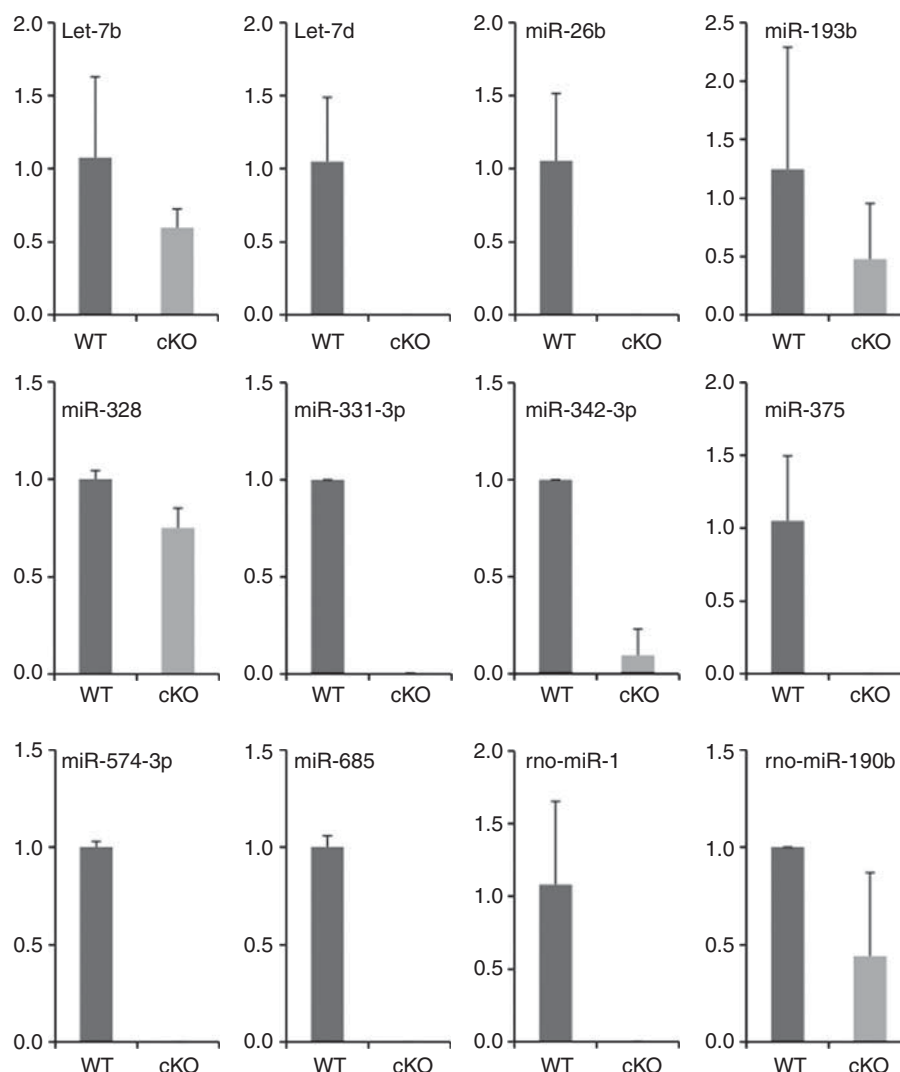 Let-7b
2.0
1.5
1.0
0.5
0.0
WT cKO
Let-7d
2.0
1.5
1.0
0.5
0.0
WT cKO
miR-26b
2.0
1.5
1.0
0.5
0.0
WT cKO
miR-193b
2.5
2.0
1.5
1.0
0.5
0.0
WT cKO
miR-328
1.5
1.0
0.5
0.0
WT cKO
miR-331-3p
1.5
1.0
0.5
0.0
WT cKO
miR-342-3p
1.5
1.0
0.5
0.0
WT cKO
miR-375
2.0
1.5
1.0
0.5
0.0
WT cKO
miR-574-3p
1.5
1.0
0.5
0.0
WT cKO
miR-685
1.5
1.0
0.5
0.0
WT cKO
rno-miR-1
2.0
1.5
1.0
0.5
0.0
WT cKO
rno-miR-190b
1.5
1.0
0.5
0.0
WT cKO